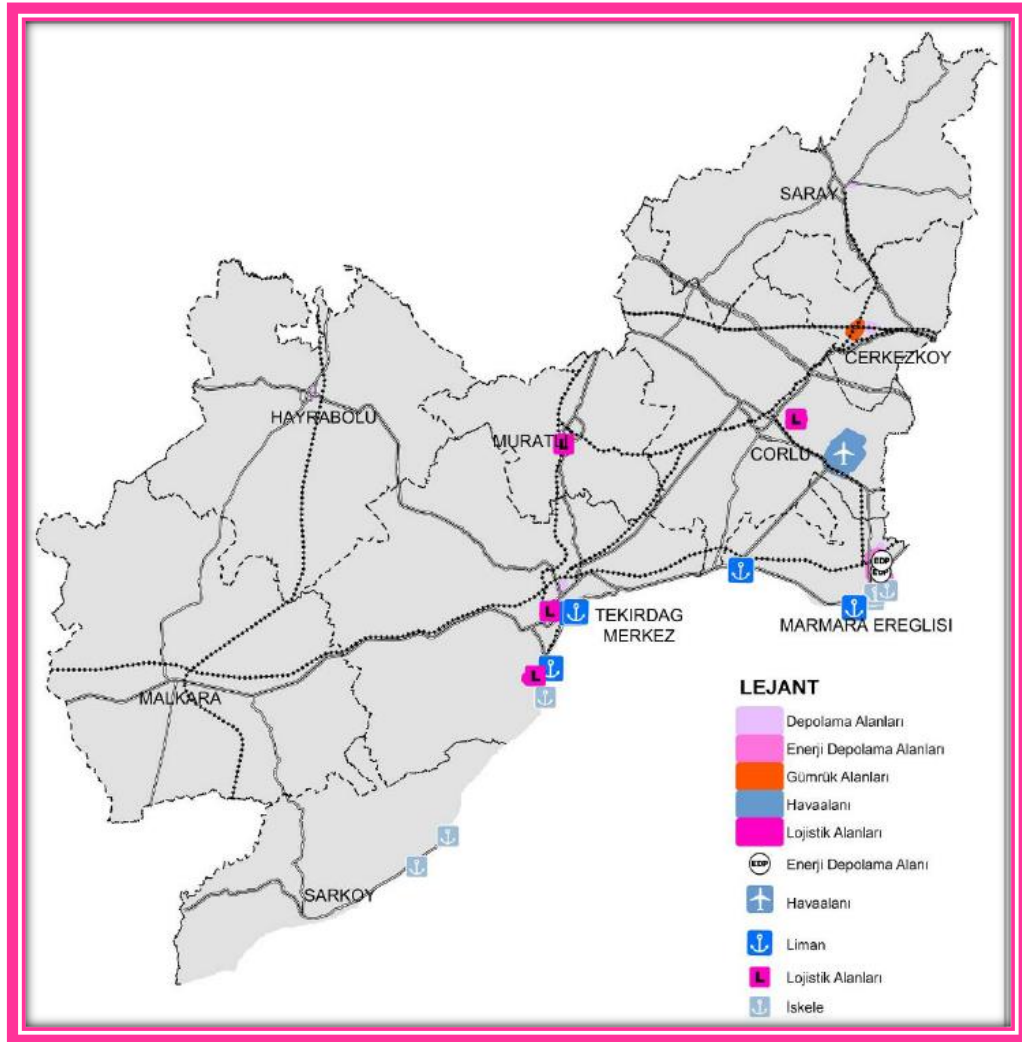 SARAY
CERKEZKOY
HAYRABOLU
MURATLI
L
L
CORLU
EDP
EDP
L
TEKIRDAG
MERKEZ
MARMARA EREGLISI
L
MALKARA
SARKOY
LEJANT
Depolama Alanları
Enerji Depolama Alanları
Gümrük Alanları
Havaalanı
Lojistik Alanları
EDP Enerji Depolama Alanı
Havaalanı
Liman
L Lojistik Alanları
İskele